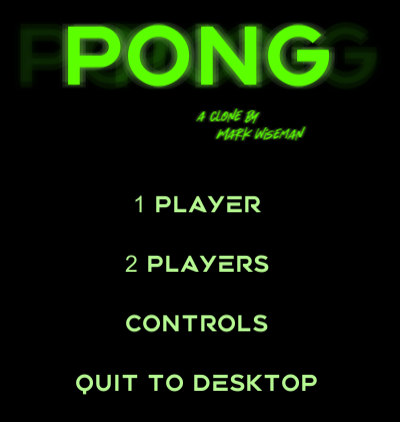 PONG
A CLONE BY
MARK WISEMAN
1 PLAYER
2 PLAYERS
CONTROLS
QUIT TO DESKTOP